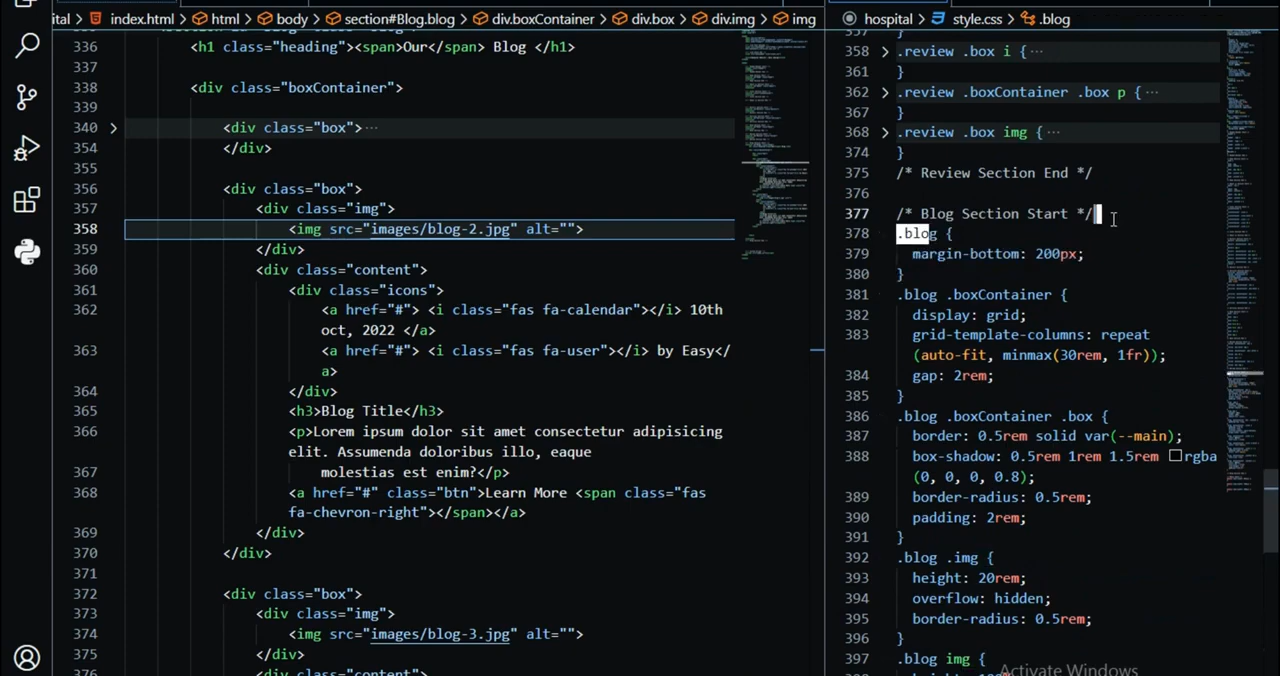 ital > index.html > html > body > section#Blog.blog > div.boxContainer > div.box > div.img > img
336 <h1 class="heading"><span>Our</span> Blog </h1>
337
338 <div class="boxContainer">
339
340 <div class="box">···
354 </div>
355
356 <div class="box">
357 <div class="img">
358 <img src="images/blog-2.jpg" alt="">
359 </div>
360 <div class="content">
361 <div class="icons">
362 <a href="#"> <i class="fas fa-calendar"></i> 10th
oct, 2022 </a>
363 <a href="#"> <i class="fas fa-user"></i> by Easy</
a>
364 </div>
365 <h3>Blog Title</h3>
366 <p>Lorem ipsum dolor sit amet consectetur adipisicing
elit. Assumenda doloribus illo, eaque
367 molestias est enim?</p>
368 <a href="#" class="btn">Learn More <span class="fas
fa-chevron-right"></span></a>
369 </div>
370 </div>
371
372 <div class="box">
373 <div class="img">
374 <img src="images/blog-3.jpg" alt="">
375 </div>
376 <div class="content">
hospital > style.css > .blog
357 }
358 .review .box i {···
361 }
362 .review .boxContainer .box p {···
367 }
368 .review .box img {···
374 }
375 /* Review Section End */
376
377 /* Blog Section Start */
378 .blog {
379 margin-bottom: 200px;
380 }
381 .blog .boxContainer {
382 display: grid;
383 grid-template-columns: repeat
(auto-fit, minmax(30rem, 1fr));
384 gap: 2rem;
385 }
386 .blog .boxContainer .box {
387 border: 0.5rem solid var(--main);
388 box-shadow: 0.5rem 1rem 1.5rem rgba
(0, 0, 0, 0.8);
389 border-radius: 0.5rem;
390 padding: 2rem;
391 }
392 .blog .img {
393 height: 20rem;
394 overflow: hidden;
395 border-radius: 0.5rem;
396 }
397 .blog img {
Activate Windows